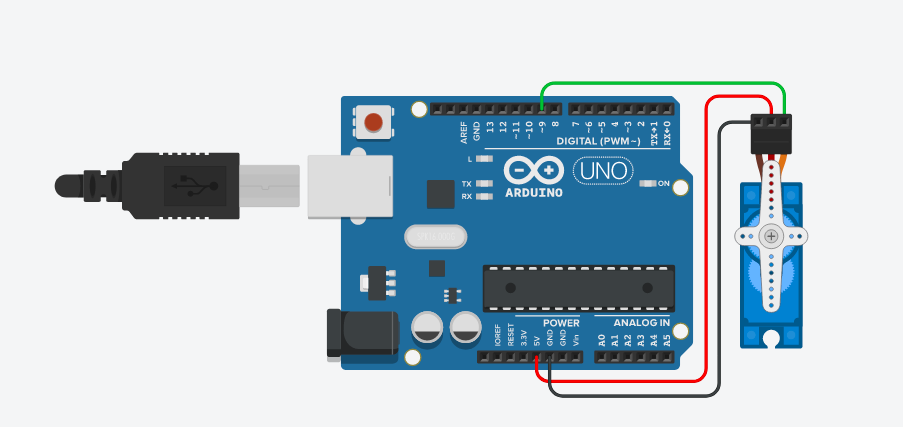 AREF
GND
13
12
~11
~10
~9
8
7
~6
~5
4
~3
2
TX→1
RX←0
DIGITAL (PWM~)
L
TX
RX
UNO
ON
ARDUINO
POWER
ANALOG IN
IOREF
RESET
3.3V
5V
GND
GND
Vin
A0
A1
A2
A3
A4
A5